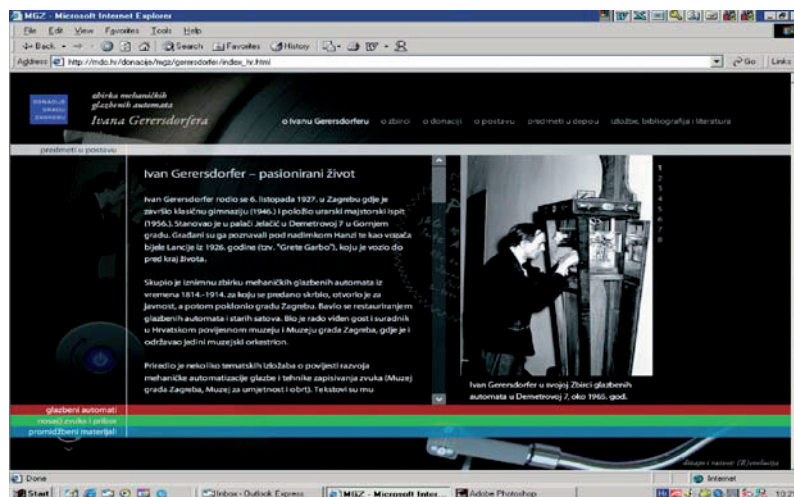 MGZ - Microsoft Internet Explorer
File Edit View Favorites Tools Help
Back Search Favorites History
Address http://mdc.hr/donacije/mgz/gerersdorfer/index_hr.html Go Links
DONACIJE
GRADU
ZAGREBU
zbirka mehaničkih
glazbenih automata
Ivana Gerersdorfera
o Ivanu Gerersdorferu o zbirci o donaciji o postavu predmeti u depou izložbe, bibliografija i literatura
predmeti u postavu
Ivan Gerersdorfer – pasionirani život
Ivan Gerersdorfer rodio se 6. listopada 1927. u Zagrebu gdje je
završio klasičnu gimnaziju (1946.) i položio urarski majstorski ispit
(1956.). Stanovao je u palači Jelačić u Demetrovoj 7 u Gornjem
gradu. Građani su ga poznavali pod nadimkom Hanzi te kao vozača
bijele Lancije iz 1926. godine (tzv. "Grete Garbo"), koju je vozio do
pred kraj života.
Skupio je iznimnu zbirku mehaničkih glazbenih automata iz
vremena 1814.-1914. za koju se predano skrbio, otvorio je za
javnost, a potom poklonio gradu Zagrebu. Bavio se restauriranjem
glazbenih automata i starih satova. Bio je rado viđen gost i suradnik
u Hrvatskom povijesnom muzeju i Muzeju grada Zagreba, gdje je i
održavao jedini muzejski orkestrion.
Priredio je nekoliko tematskih izložaba o povijesti razvoja
mehaničke automatizacije glazbe i tehnike zapisivanja zvuka (Muzej
grada Zagreba, Muzej za umjetnost i obrt). Tekstovi su mu
1
2
3
4
5
6
7
8
Ivan Gerersdorfer u svojoj Zbirci glazbenih
automata u Demetrovoj 7, oko 1965. god.
glazbeni automati
nosači zvuka i pribor
promidžbeni materijali
dizajn i razvoj: (R)evolucija
Done Internet
Start Inbox - Outlook Express MGZ - Microsoft Inter... Adobe Photoshop